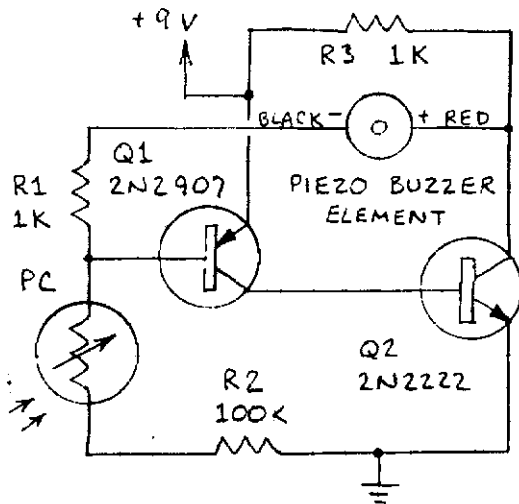 +9V
R3 1K
BLACK- + RED
Q1
2N2907
R1
1K
PIEZO BUZZER
ELEMENT
PC
Q2
2N2222
R2
100K